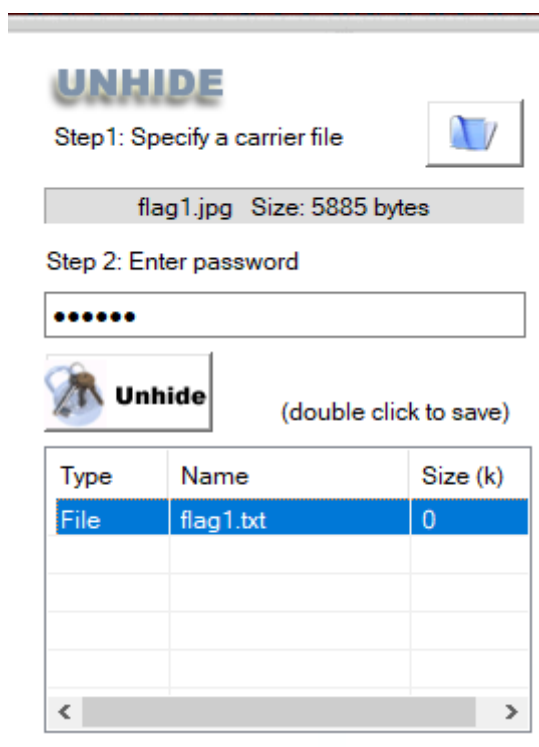 UNHIDE
Step1: Specify a carrier file
flag1.jpg Size: 5885 bytes
Step 2: Enter password
••••••
Unhide (double click to save)
Type Name Size (k)
File flag1.txt 0